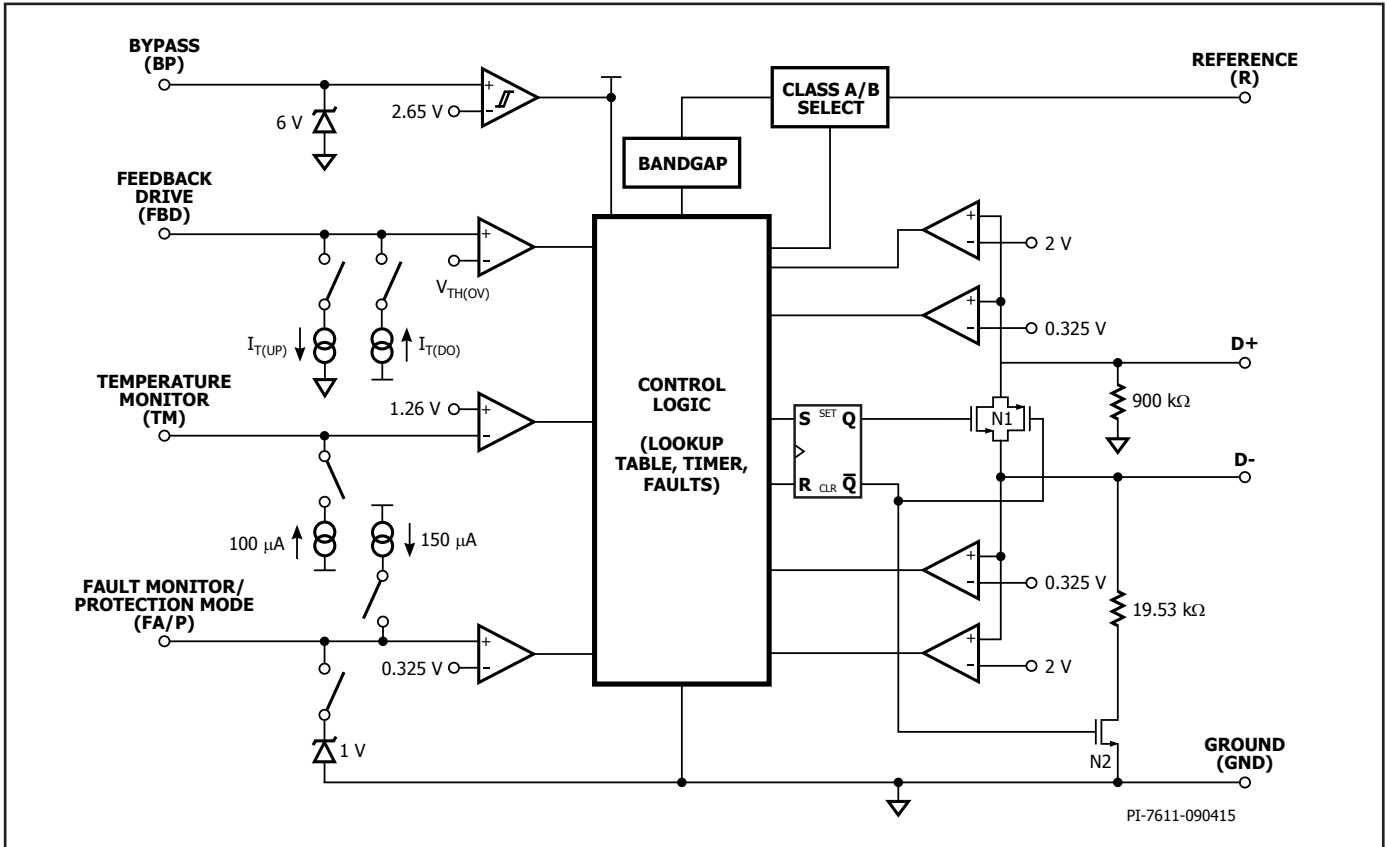 BYPASS
(BP)
6 V
2.65 V
+
-
CLASS A/B
SELECT
REFERENCE
(R)
BANDGAP
FEEDBACK
DRIVE
(FBD)
+
-
V_TH(OV)
I_T(UP)
I_T(DO)
+
-
2 V
+
-
0.325 V
D+
900 kΩ
TEMPERATURE
MONITOR
(TM)
1.26 V
+
-
CONTROL
LOGIC
(LOOKUP
TABLE, TIMER,
FAULTS)
S SET Q
R CLR Q̅
N1
D-
100 µA
150 µA
+
-
0.325 V
19.53 kΩ
FAULT MONITOR/
PROTECTION MODE
(FA/P)
0.325 V
+
-
+
-
2 V
1 V
N2
GROUND
(GND)
PI-7611-090415